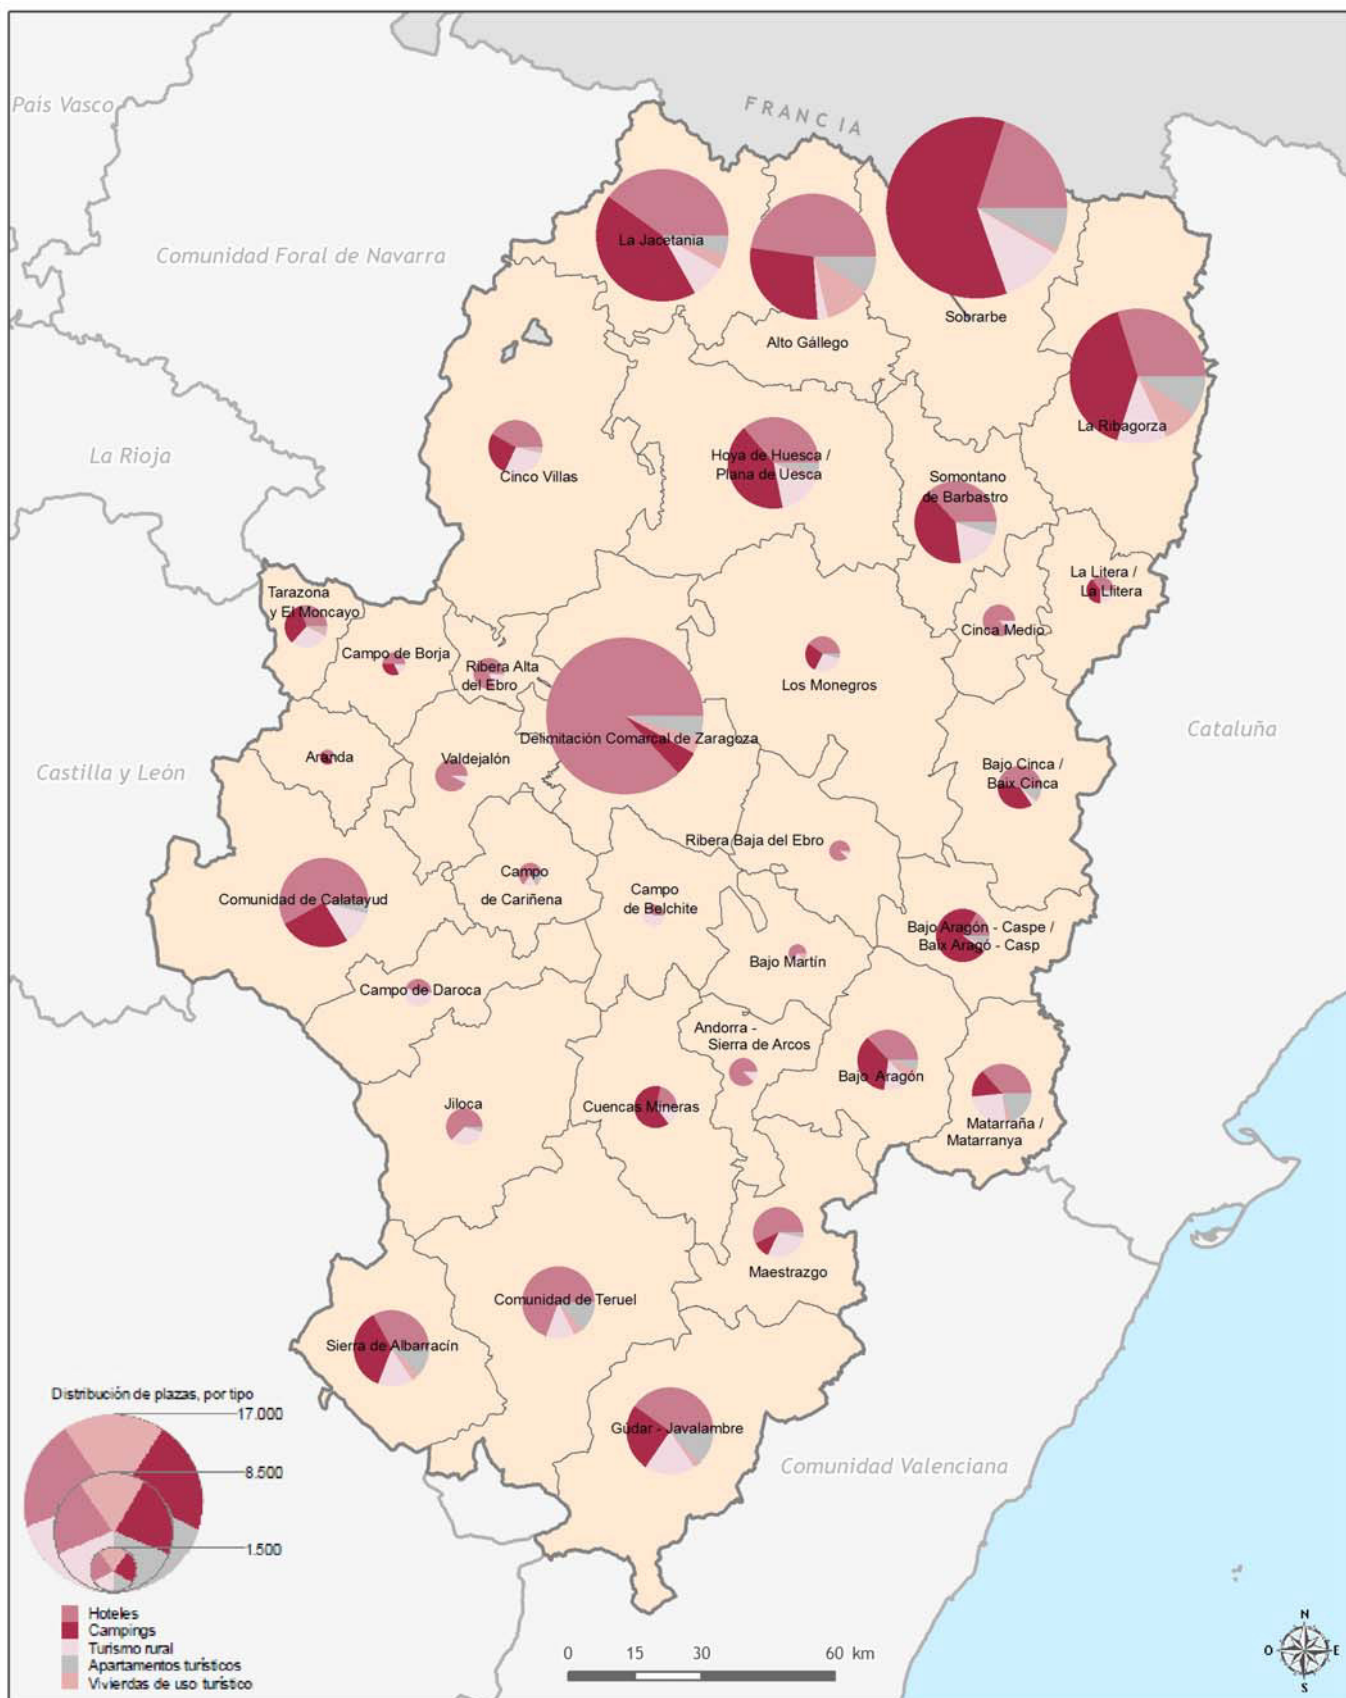 FRANCIA
País Vasco
Comunidad Foral de Navarra
La Jacetania
Alto Gállego
Sobrarbe
La Ribagorza
La Rioja
Cinco Villas
Hoya de Huesca /
Plana de Uesca
Somontano
de Barbastro
La Litera /
La Llitera
Cinca Medio
Tarazona
y El Moncayo
Campo de Borja
Ribera Alta
del Ebro
Los Monegros
Delimitación Comarcal de Zaragoza
Cataluña
Castilla y León
Aranda
Valdejalón
Bajo Cinca /
Baix Cinca
Ribera Baja del Ebro
Comunidad de Calatayud
Campo
de Cariñena
Campo
de Belchite
Bajo Aragón - Caspe /
Baix Aragó - Casp
Bajo Martín
Campo de Daroca
Andorra -
Sierra de Arcos
Bajo Aragón
Jiloca
Cuencas Mineras
Matarraña /
Matarranya
Maestrazgo
Comunidad de Teruel
Sierra de Albarracín
Gúdar - Javalambre
Comunidad Valenciana
Distribución de plazas, por tipo
17.000
8.500
1.500
Hoteles
Campings
Turismo rural
Apartamentos turísticos
Viviendas de uso turístico
0 15 30 60 km
N
O E
S